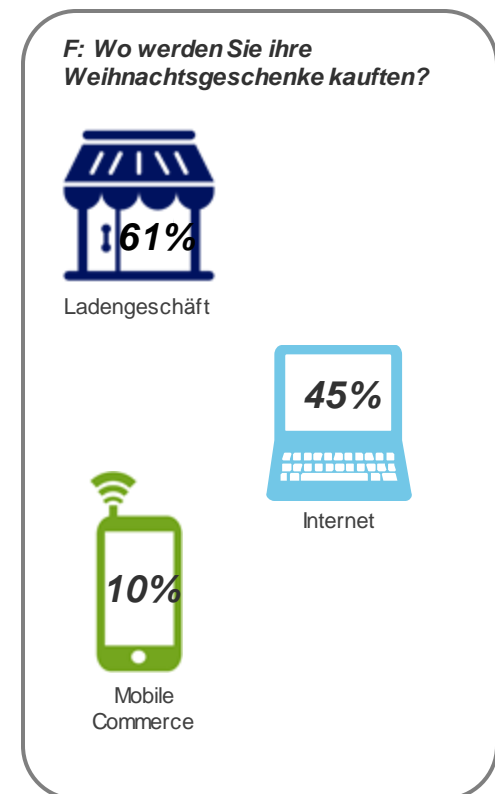 F: Wo werden Sie ihre
Weihnachtsgeschenke kauften?
61%
Ladengeschäft
45%
Internet
10%
Mobile
Commerce